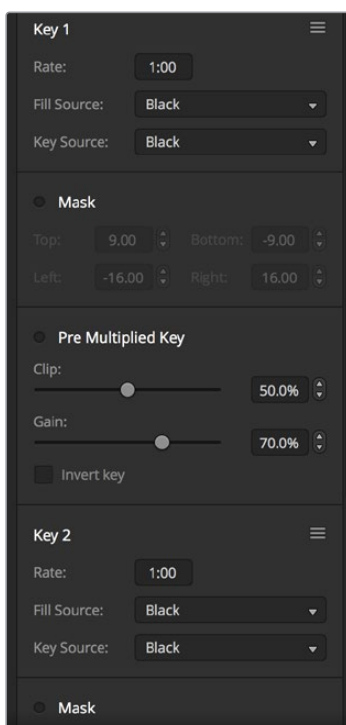 Key 1
Rate: 1:00
Fill Source: Black
Key Source: Black
Mask
Top: 9.00 Bottom: -9.00
Left: -16.00 Right: 16.00
Pre Multiplied Key
Clip:
50.0%
Gain:
70.0%
Invert key
Key 2
Rate: 1:00
Fill Source: Black
Key Source: Black
Mask